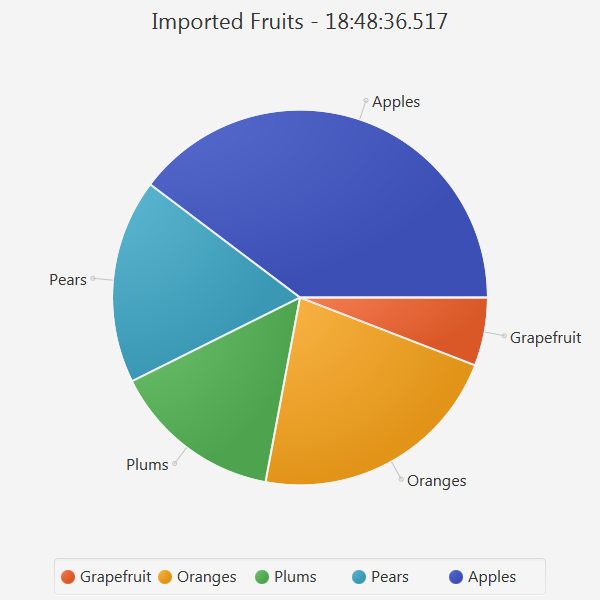 Imported Fruits - 18:48:36.517
Apples
Pears
Grapefruit
Plums
Oranges
Grapefruit Oranges Plums Pears Apples